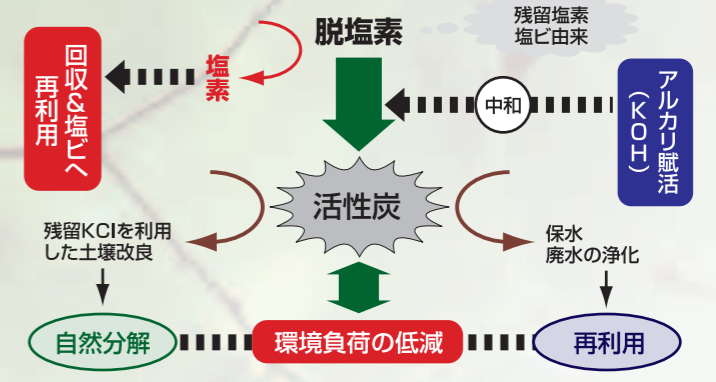 脱塩素
残留塩素
塩ビ由来
回収&塩ビへ
再利用
塩素
中和
アルカリ賦活
（KOH）
活性炭
残留KClを利用
した土壌改良
保水
廃水の浄化
自然分解
環境負荷の低減
再利用